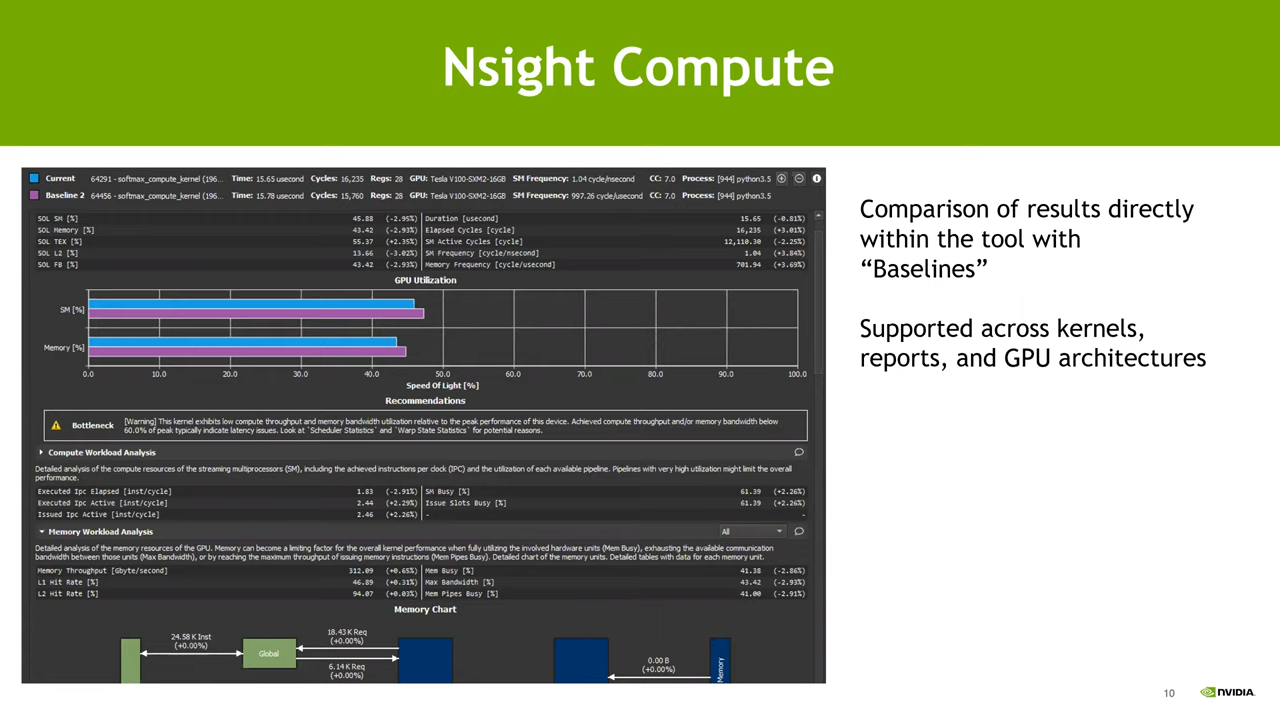 Nsight Compute
Current 64291 - softmax_compute_kernel (196... Time: 15.65 usecond Cycles: 16,235 Regs: 28 GPU: Tesla V100-SXM2-16GB SM Frequency: 1.04 cycle/nsecond CC: 7.0 Process: [944] python3.5
Baseline 2 64456 - softmax_compute_kernel (196... Time: 15.78 usecond Cycles: 15,760 Regs: 28 GPU: Tesla V100-SXM2-16GB SM Frequency: 997.26 cycle/usecond CC: 7.0 Process: [944] python3.5
SOL SM [%] 45.88 (-2.95%) Duration [usecond] 15.65 (-0.81%)
SOL Memory [%] 43.42 (-2.93%) Elapsed Cycles [cycle] 16,235 (+3.01%)
SOL TEX [%] 55.37 (+2.35%) SM Active Cycles [cycle] 12,110.30 (-2.25%)
SOL L2 [%] 13.66 (-3.02%) SM Frequency [cycle/nsecond] 1.04 (+3.84%)
SOL FB [%] 43.42 (-2.93%) Memory Frequency [cycle/usecond] 701.94 (+3.69%)
GPU Utilization
SM [%]
Memory [%]
0.0 10.0 20.0 30.0 40.0 50.0 60.0 70.0 80.0 90.0 100.0
Speed Of Light [%]
Recommendations
Bottleneck
[Warning] This kernel exhibits low compute throughput and memory bandwidth utilization relative to the peak performance of this device. Achieved compute throughput and/or memory bandwidth below
60.0% of peak typically indicate latency issues. Look at `Scheduler Statistics` and `Warp State Statistics` for potential reasons.
Compute Workload Analysis
Detailed analysis of the compute resources of the streaming multiprocessors (SM), including the achieved instructions per clock (IPC) and the utilization of each available pipeline. Pipelines with very high utilization might limit the overall
performance.
Executed Ipc Elapsed [inst/cycle] 1.83 (-2.91%) SM Busy [%] 61.39 (+2.26%)
Executed Ipc Active [inst/cycle] 2.44 (+2.29%) Issue Slots Busy [%] 61.39 (+2.26%)
Issued Ipc Active [inst/cycle] 2.46 (+2.26%) - -
Memory Workload Analysis All
Detailed analysis of the memory resources of the GPU. Memory can become a limiting factor for the overall kernel performance when fully utilizing the involved hardware units (Mem Busy), exhausting the available communication
bandwidth between those units (Max Bandwidth), or by reaching the maximum throughput of issuing memory instructions (Mem Pipes Busy). Detailed chart of the memory units. Detailed tables with data for each memory unit.
Memory Throughput [Gbyte/second] 312.09 (+0.65%) Mem Busy [%] 41.38 (-2.86%)
L1 Hit Rate [%] 46.89 (+0.31%) Max Bandwidth [%] 43.42 (-2.93%)
L2 Hit Rate [%] 94.07 (+0.03%) Mem Pipes Busy [%] 41.00 (-2.91%)
Memory Chart
24.58 K Inst
(+0.00%)
Global
18.43 K Req
(+0.00%)
6.14 K Req
(+0.00%)
0.00 B
(+0.00%)
Memory
Comparison of results directly
within the tool with
“Baselines”
Supported across kernels,
reports, and GPU architectures
10
NVIDIA.